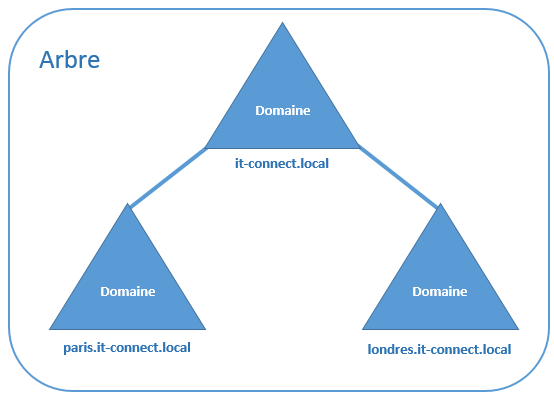 Arbre
Domaine
it-connect.local
Domaine
paris.it-connect.local
Domaine
londres.it-connect.local